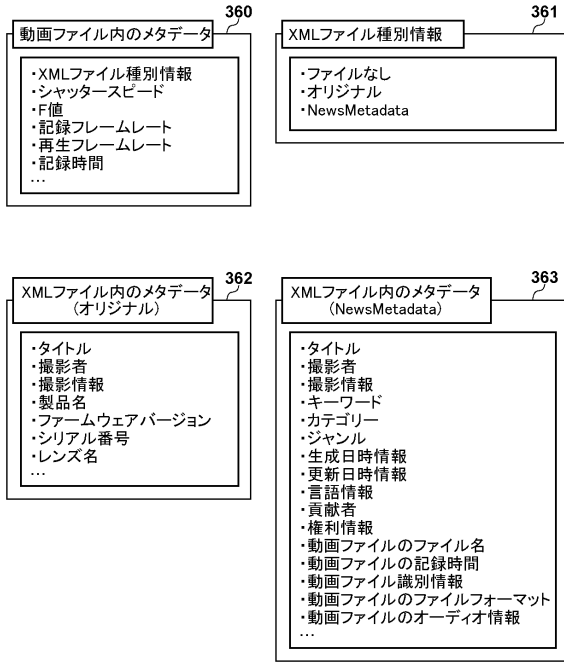 360
動画ファイル内のメタデータ
・XMLファイル種別情報
・シャッタースピード
・F値
・記録フレームレート
・再生フレームレート
・記録時間
…
361
XMLファイル種別情報
・ファイルなし
・オリジナル
・NewsMetadata
362
XMLファイル内のメタデータ
(オリジナル)
・タイトル
・撮影者
・撮影情報
・製品名
・ファームウェアバージョン
・シリアル番号
・レンズ名
…
363
XMLファイル内のメタデータ
(NewsMetadata)
・タイトル
・撮影者
・撮影情報
・キーワード
・カテゴリー
・ジャンル
・生成日時情報
・更新日時情報
・言語情報
・貢献者
・権利情報
・動画ファイルのファイル名
・動画ファイルの記録時間
・動画ファイル識別情報
・動画ファイルのファイルフォーマット
・動画ファイルのオーディオ情報
…